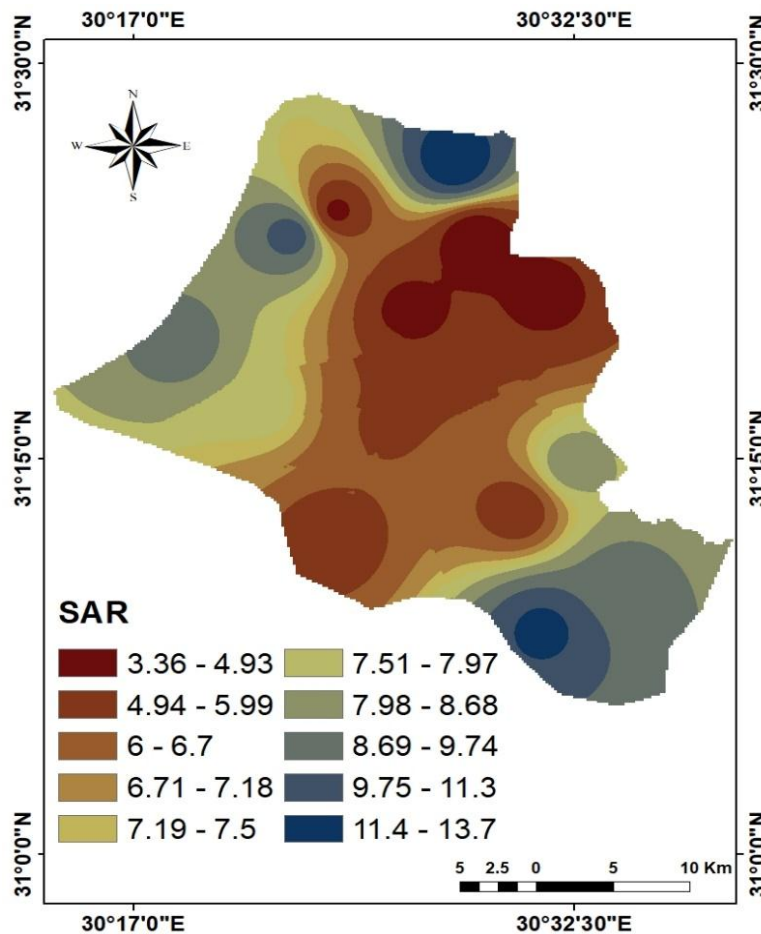 30°17'0"E 30°32'30"E
31°30'0"N 31°30'0"N
N
W E
S
31°15'0"N 31°15'0"N
SAR
3.36 - 4.93 7.51 - 7.97
4.94 - 5.99 7.98 - 8.68
6 - 6.7 8.69 - 9.74
6.71 - 7.18 9.75 - 11.3
7.19 - 7.5 11.4 - 13.7
31°0'0"N 31°0'0"N
5 2.5 0 5 10 Km
30°17'0"E 30°32'30"E